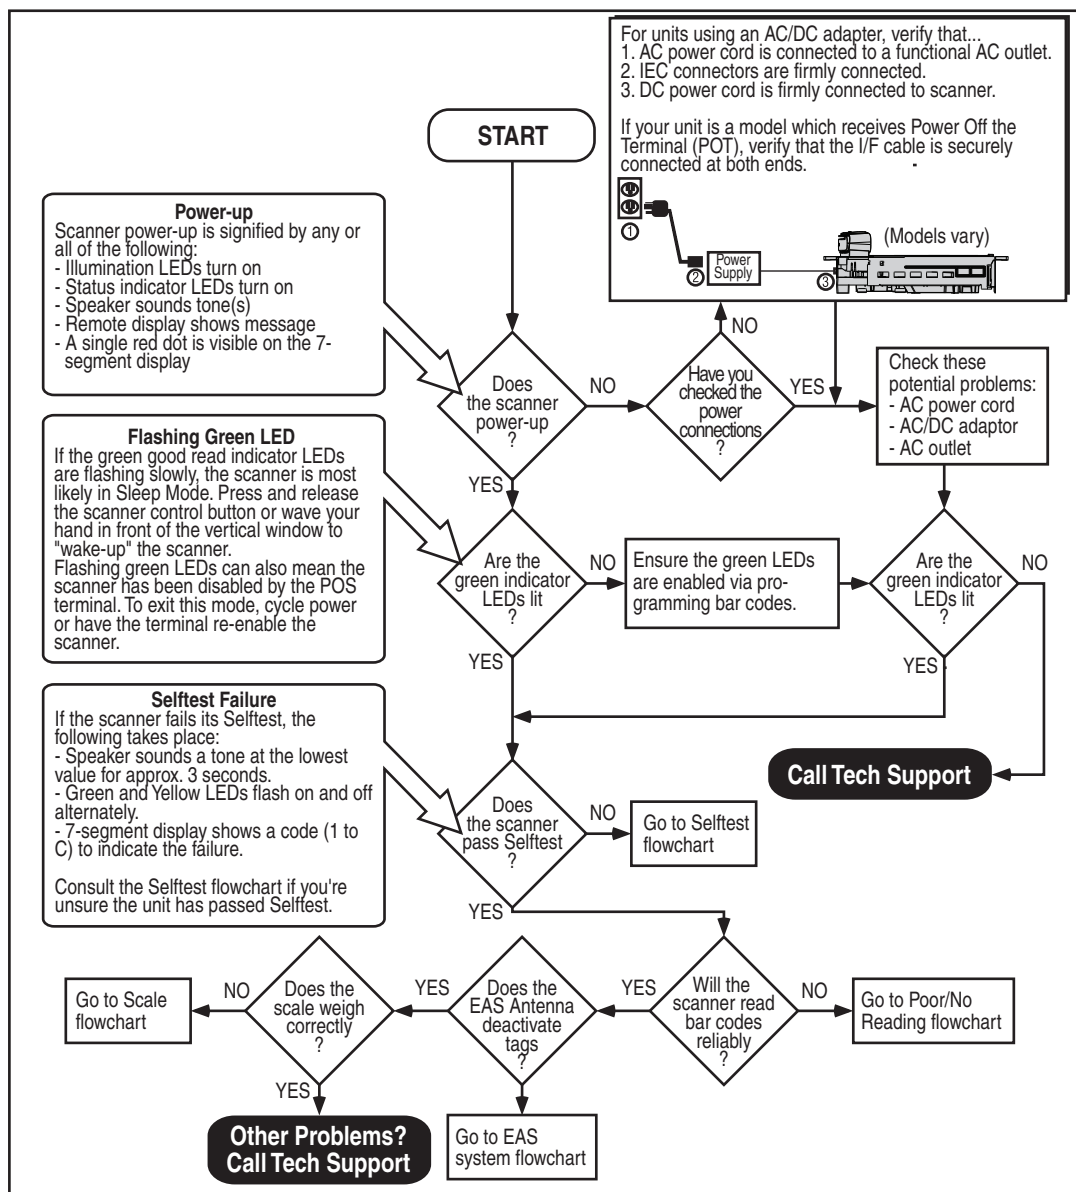 For units using an AC/DC adapter, verify that...
1. AC power cord is connected to a functional AC outlet.
2. IEC connectors are firmly connected.
3. DC power cord is firmly connected to scanner.
If your unit is a model which receives Power Off the
Terminal (POT), verify that the I/F cable is securely
connected at both ends.
1
2
Power
Supply
3
(Models vary)
START
Power-up
Scanner power-up is signified by any or
all of the following:
- Illumination LEDs turn on
- Status indicator LEDs turn on
- Speaker sounds tone(s)
- Remote display shows message
- A single red dot is visible on the 7-
segment display
Does
the scanner
power-up
?
NO
YES
Have you
checked the
power
connections
?
NO
YES
Check these
potential problems:
- AC power cord
- AC/DC adaptor
- AC outlet
Flashing Green LED
If the green good read indicator LEDs
are flashing slowly, the scanner is most
likely in Sleep Mode. Press and release
the scanner control button or wave your
hand in front of the vertical window to
"wake-up" the scanner.
Flashing green LEDs can also mean the
scanner has been disabled by the POS
terminal. To exit this mode, cycle power
or have the terminal re-enable the
scanner.
Are the
green indicator
LEDs lit
?
NO
YES
Ensure the green LEDs
are enabled via pro-
gramming bar codes.
Are the
green indicator
LEDs lit
?
NO
YES
Call Tech Support
Selftest Failure
If the scanner fails its Selftest, the
following takes place:
- Speaker sounds a tone at the lowest
value for approx. 3 seconds.
- Green and Yellow LEDs flash on and off
alternately.
- 7-segment display shows a code (1 to
C) to indicate the failure.
Consult the Selftest flowchart if you're
unsure the unit has passed Selftest.
Does
the scanner
pass Selftest
?
NO
YES
Go to Selftest
flowchart
Will the
scanner read
bar codes
reliably
?
NO
YES
Go to Poor/No
Reading flowchart
Does the
EAS Antenna
deactivate
tags
?
YES
Go to EAS
system flowchart
Does the
scale weigh
correctly
?
NO
YES
Go to Scale
flowchart
Other Problems?
Call Tech Support